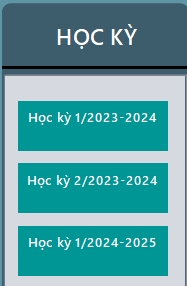 HỌC KỲ
Học kỳ 1/2023-2024
Học kỳ 2/2023-2024
Học kỳ 1/2024-2025